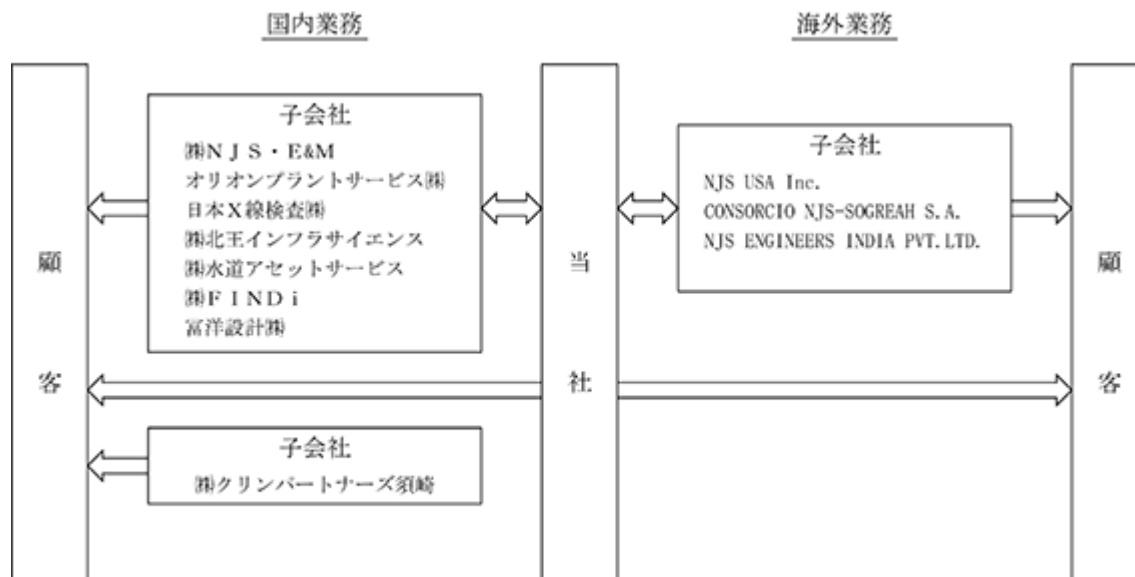 国内業務
海外業務
顧客
子会社
㈱ＮＪＳ・E&M
オリオンプラントサービス㈱
日本Ｘ線検査㈱
㈱北王インフラサイエンス
㈱水道アセットサービス
㈱ＦＩＮＤｉ
冨洋設計㈱
子会社
㈱クリンパートナーズ須崎
当社
子会社
NJS USA Inc.
CONSORCIO NJS-SOGREAH S.A.
NJS ENGINEERS INDIA PVT.LTD.
顧客